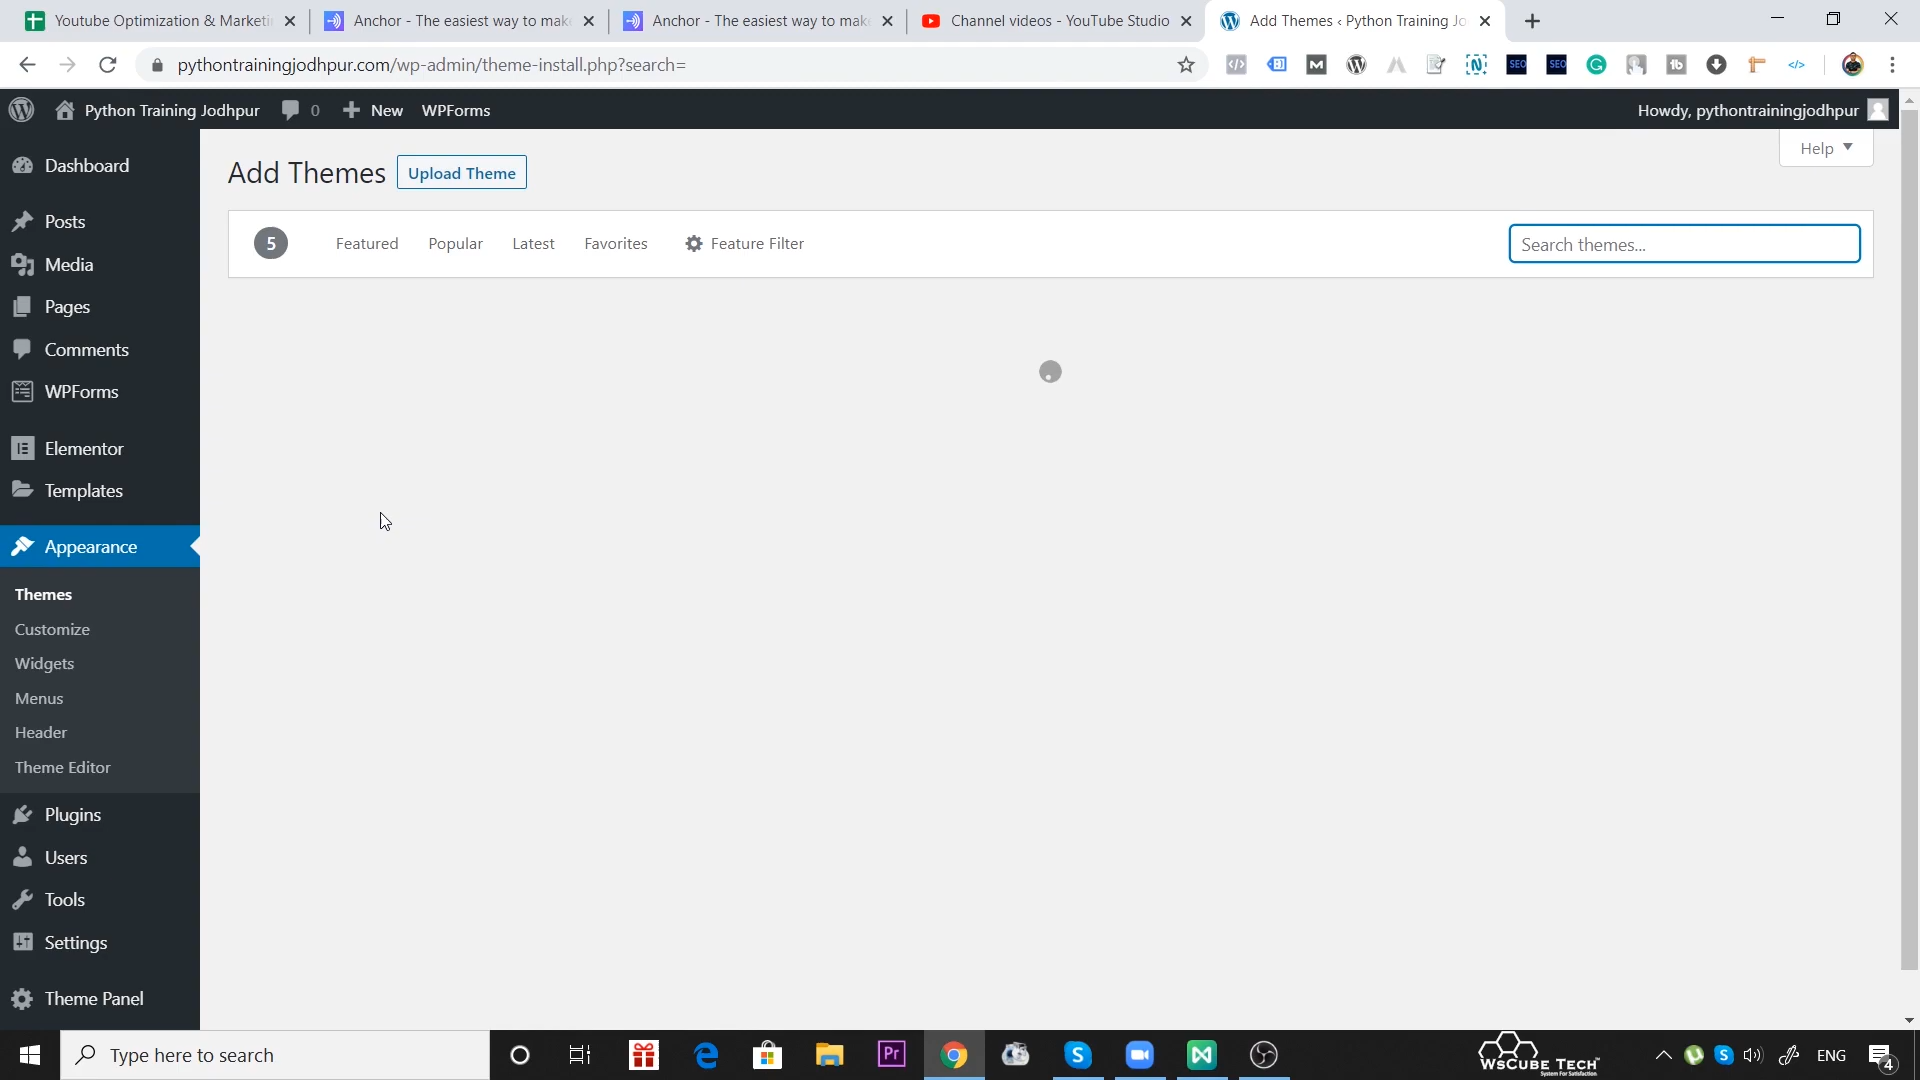 Youtube Optimization & Marketi
Anchor - The easiest way to mak
Anchor - The easiest way to mak
Channel videos - YouTube Studio
Add Themes ‹ Python Training Jo
pythontrainingjodhpur.com/wp-admin/theme-install.php?search=
Python Training Jodhpur
0
New
WPForms
Howdy, pythontrainingjodhpur
Help
Add Themes
Upload Theme
5
Featured
Popular
Latest
Favorites
Feature Filter
Search themes...
Dashboard
Posts
Media
Pages
Comments
WPForms
Elementor
Templates
Appearance
Themes
Customize
Widgets
Menus
Header
Theme Editor
Plugins
Users
Tools
Settings
Theme Panel
Type here to search
Pr
WsCube Tech
System For Satisfaction
ENG
4